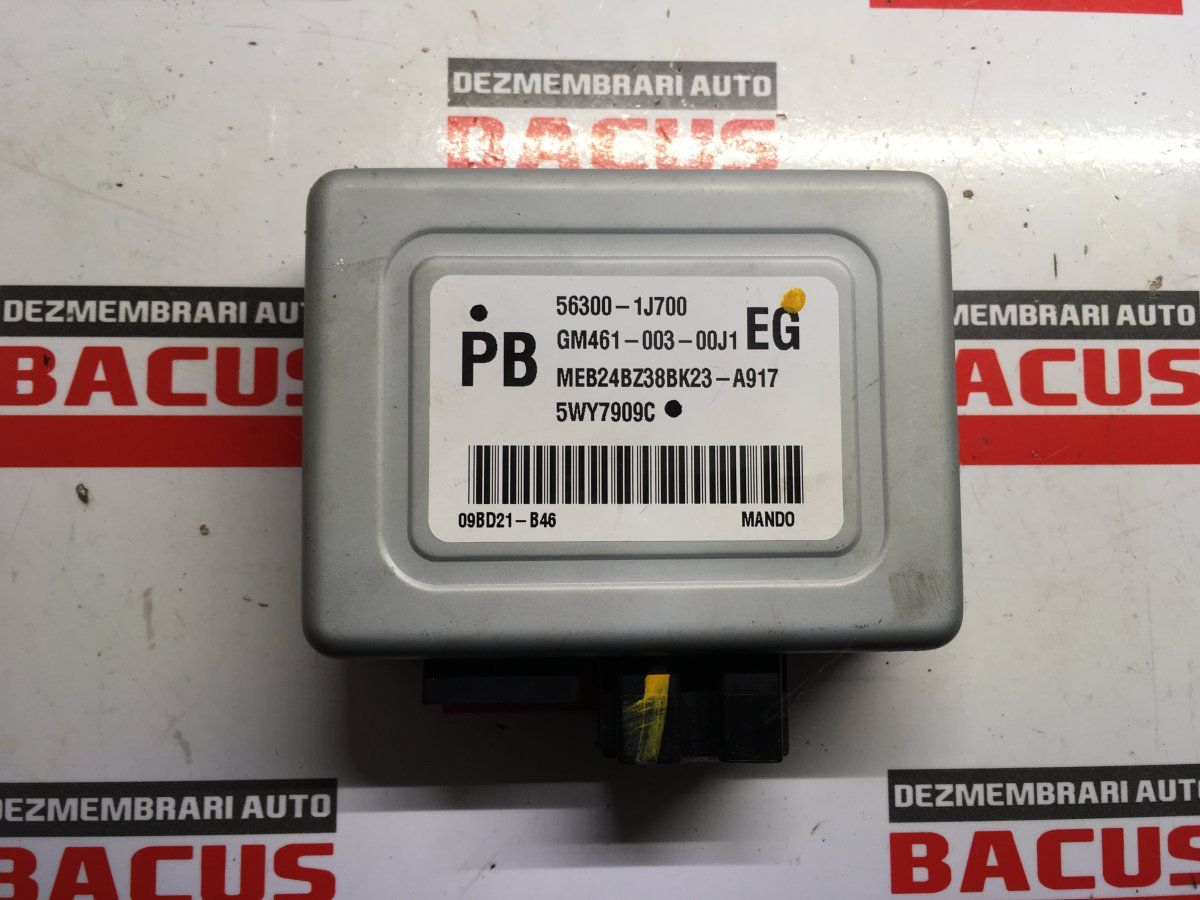 DEZMEMBRARI AUTO
BACUS
DEZMEMBRARI AUTO
BACUS
56300-1J700
PB
GM461-003-00J1
EG
MEB24BZ38BK23-A917
5WY7909C
09BD21-B46
MANDO
DEZMEMBRARI AUTO
BACUS
DEZMEMBRARI AUTO
BACUS
DEZMEMBRARI AUTO
BACUS